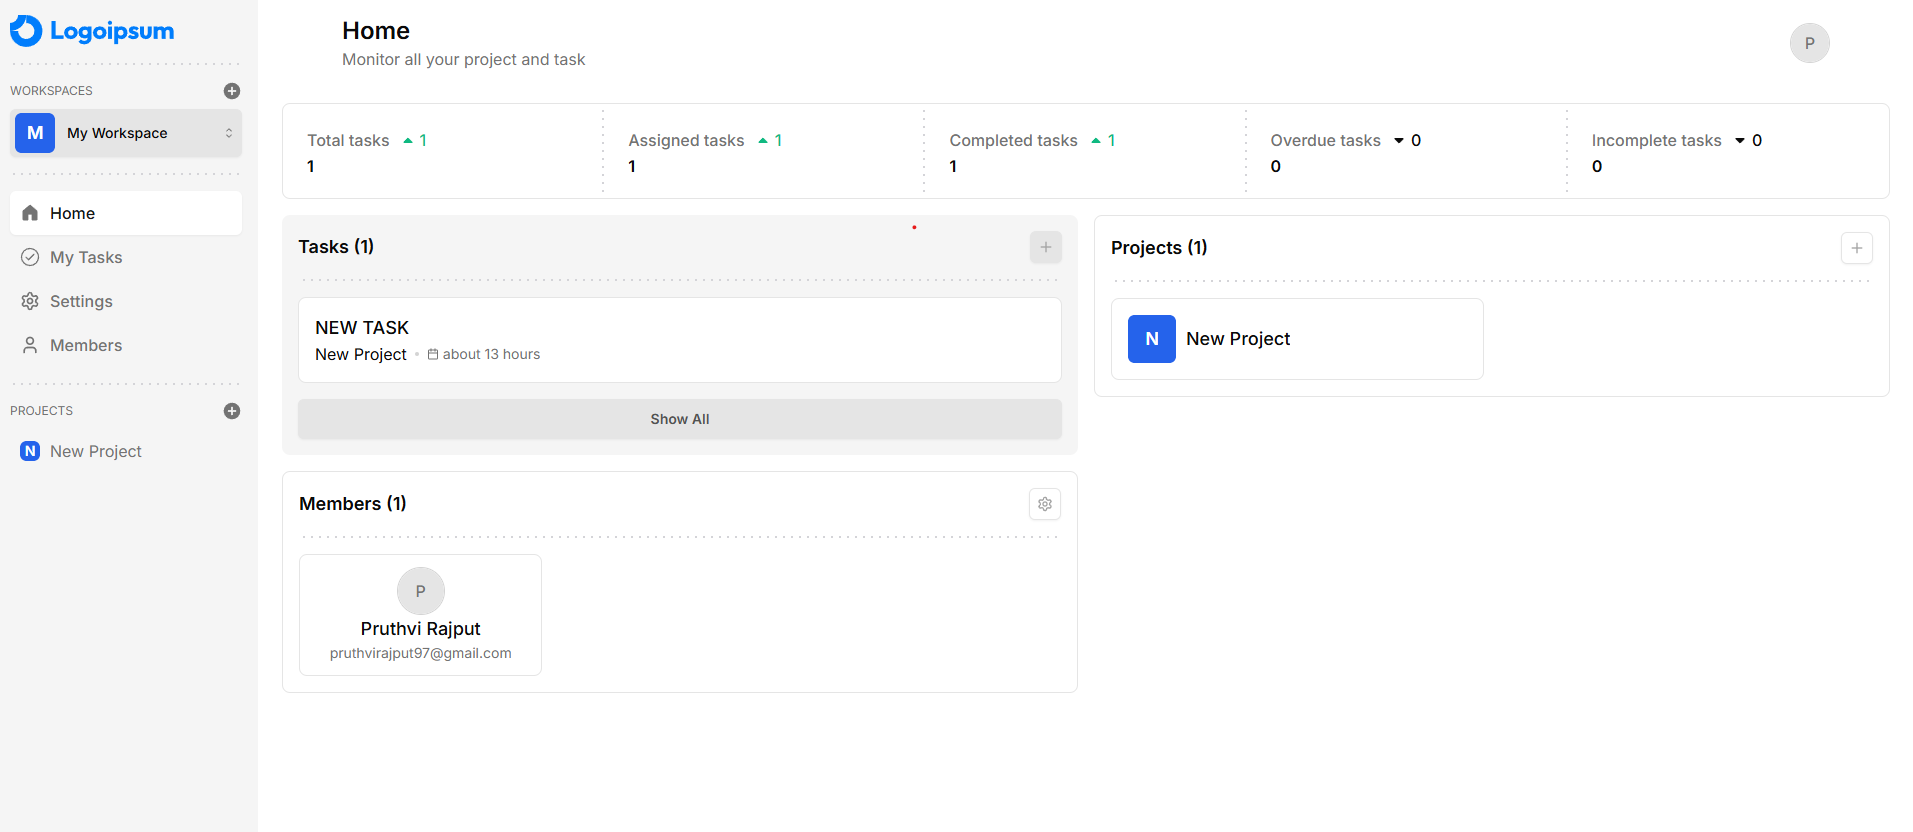 Logoipsum
WORKSPACES
M My Workspace
Home
My Tasks
Settings
Members
PROJECTS
N New Project
Home
Monitor all your project and task
P
Total tasks 1
1
Assigned tasks 1
1
Completed tasks 1
1
Overdue tasks 0
0
Incomplete tasks 0
0
Tasks (1)
NEW TASK
New Project • about 13 hours
Show All
Projects (1)
N New Project
Members (1)
P
Pruthvi Rajput
pruthvirajput97@gmail.com